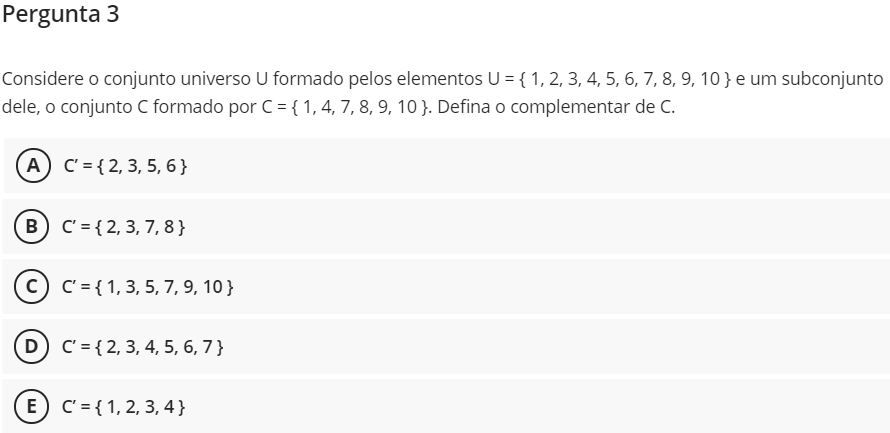 Pergunta 3
Considere o conjunto universo U formado pelos elementos U = { 1, 2, 3, 4, 5, 6, 7, 8, 9, 10 } e um subconjunto
dele, o conjunto C formado por C = { 1, 4, 7, 8, 9, 10 }. Defina o complementar de C.
A C' = { 2, 3, 5, 6 }
B C' = { 2, 3, 7, 8 }
C C' = { 1, 3, 5, 7, 9, 10 }
D C' = { 2, 3, 4, 5, 6, 7 }
E C' = { 1, 2, 3, 4 }